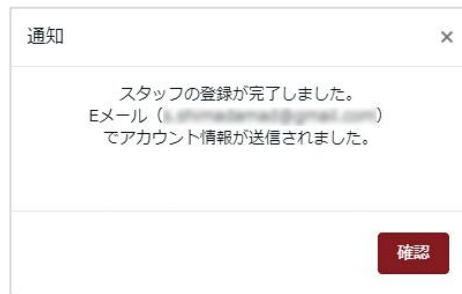 通知
×
スタッフの登録が完了しました。
Eメール（ ）
でアカウント情報が送信されました。
確認